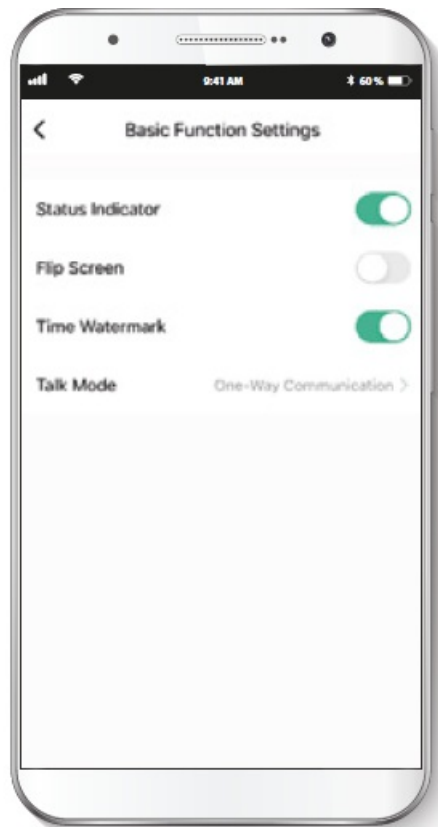 9:41 AM 60%
Basic Function Settings
Status Indicator
Flip Screen
Time Watermark
Talk Mode One-Way Communication >